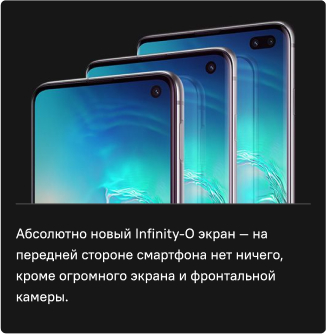 Абсолютно новый Infinity-O экран — на
передней стороне смартфона нет ничего,
кроме огромного экрана и фронтальной
камеры.